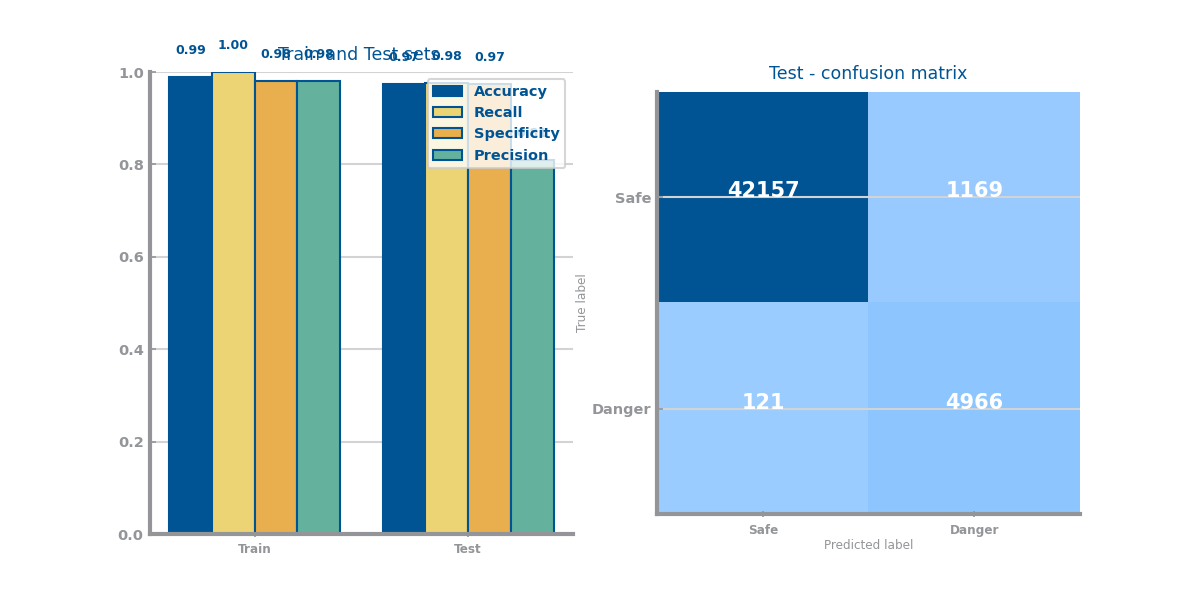 Train and Test sets
0.99 1.00 0.98 0.98 0.97 0.98 0.97
Accuracy
Recall
Specificity
Precision
1.0
0.8
0.6
0.4
0.2
0.0
Train Test
Test - confusion matrix
True label
Safe 42157 1169
Danger 121 4966
Safe Danger
Predicted label